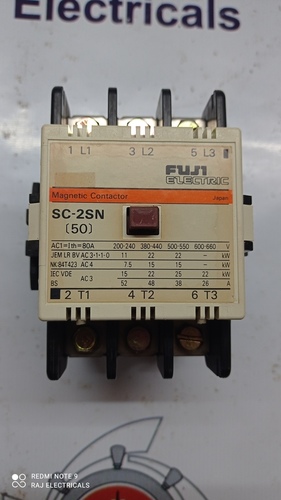 Electricals
1 L1 3 L2 5 L3
FUJI
ELECTRIC
Magnetic Contactor Japan
SC-2SN
(50)
AC1=Ith=80A 200-240 380-440 500-550 600-660 V
JEM LR BV AC3-1-1-0 11 22 22 – kW
NK:84T423 AC4 7.5 15 15 – kW
IEC VDE AC3 15 22 25 22 kW
BS 52 48 38 26 A
2 T1 4 T2 6 T3
REDMI NOTE 9
RAJ ELECTRICALS